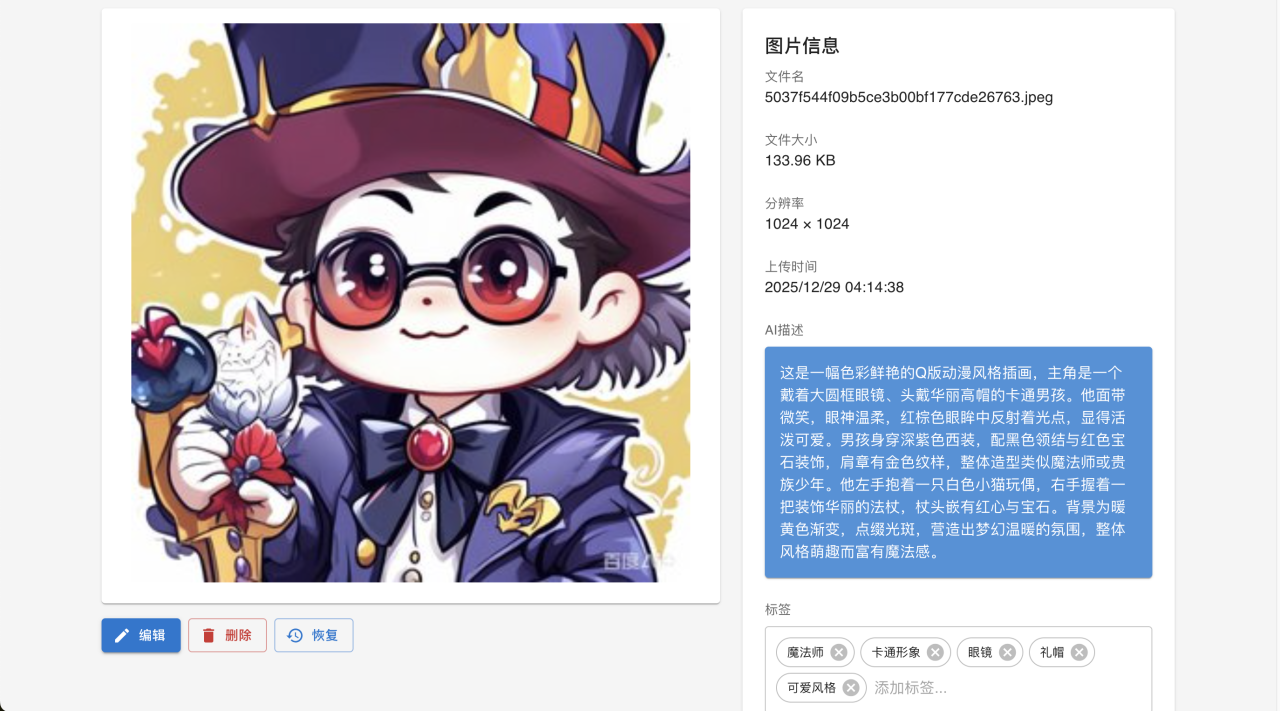 图片信息
文件名
5037f544f09b5ce3b00bf177cde26763.jpeg
文件大小
133.96 KB
分辨率
1024 × 1024
上传时间
2025/12/29 04:14:38
AI描述
这是一幅色彩鲜艳的Q版动漫风格插画，主角是一个
戴着大圆框眼镜、头戴华丽高帽的卡通男孩。他面带
微笑，眼神温柔，红棕色眼眸中反射着光点，显得活
泼可爱。男孩身穿深紫色西装，配黑色领结与红色宝
石装饰，肩章有金色纹样，整体造型类似魔法师或贵
族少年。他左手抱着一只白色小猫玩偶，右手握着一
把装饰华丽的法杖，杖头嵌有红心与宝石。背景为暖
黄色渐变，点缀光斑，营造出梦幻温暖的氛围，整体
风格萌趣而富有魔法感。
标签
魔法师 卡通形象 眼镜 礼帽
可爱风格 添加标签...
百度
编辑 删除 恢复